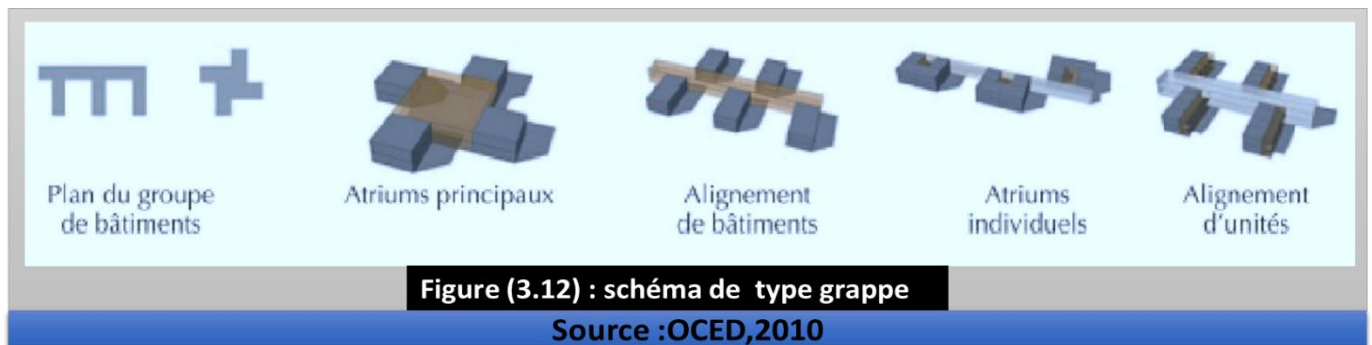 Plan du groupe
de bâtiments
Atriums principaux
Alignement
de bâtiments
Atriums
individuels
Alignement
d'unités
Figure (3.12) : schéma de type grappe
Source :OCED,2010